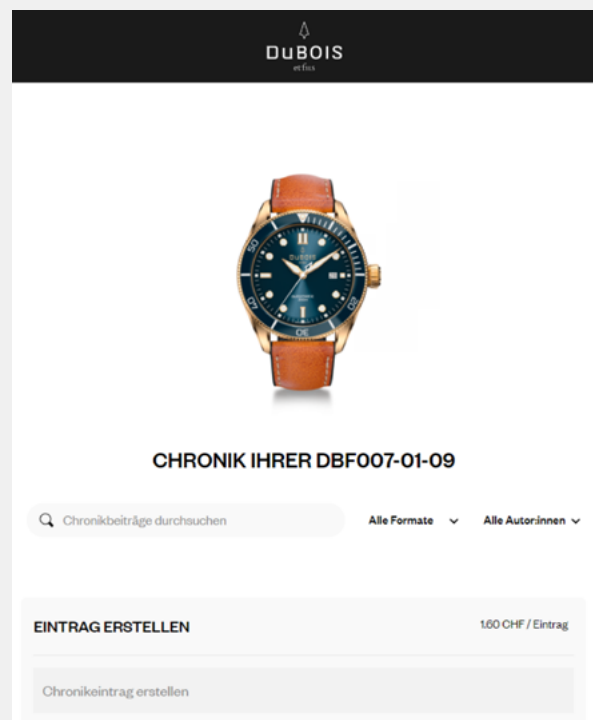 DuBOIS
et fils
CHRONIK IHRER DBF007-01-09
Chronikbeiträge durchsuchen
Alle Formate
Alle Autor:innen
EINTRAG ERSTELLEN
1.60 CHF / Eintrag
Chronikeintrag erstellen